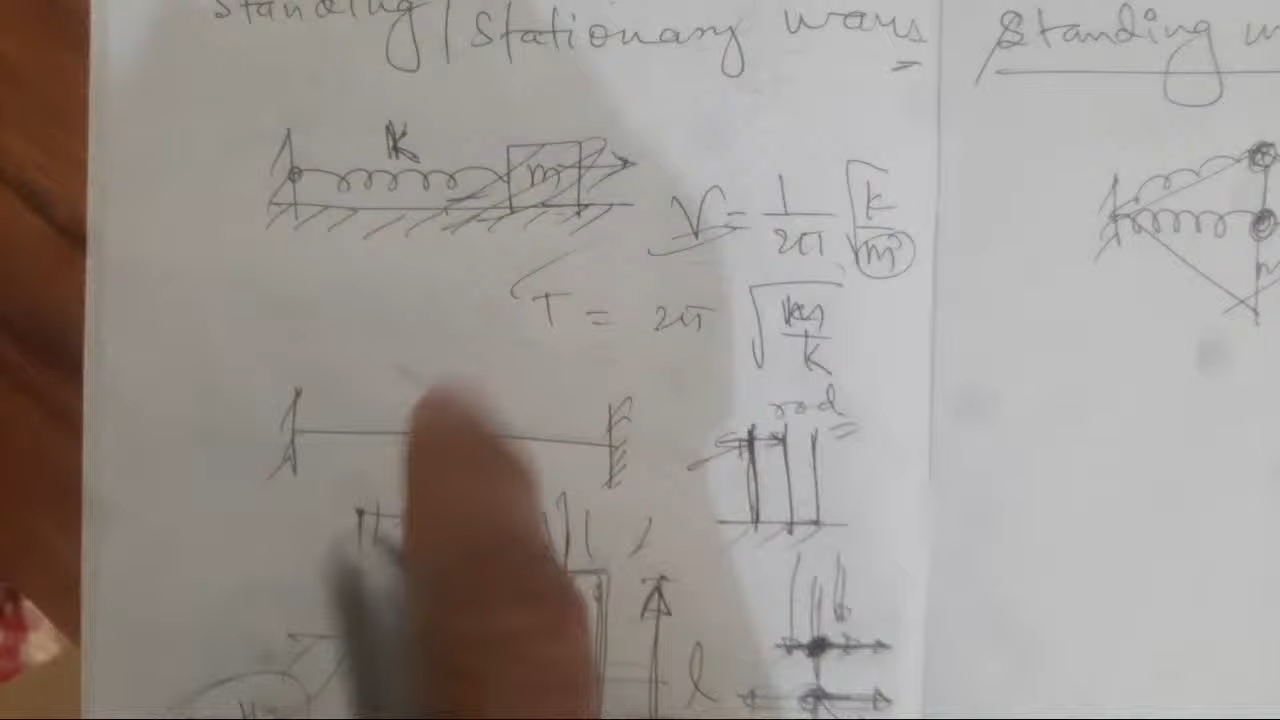 Standing / Stationary waves
Standing
k
m
ν = 1/2π √k/m
T = 2π √m/k
rod
l